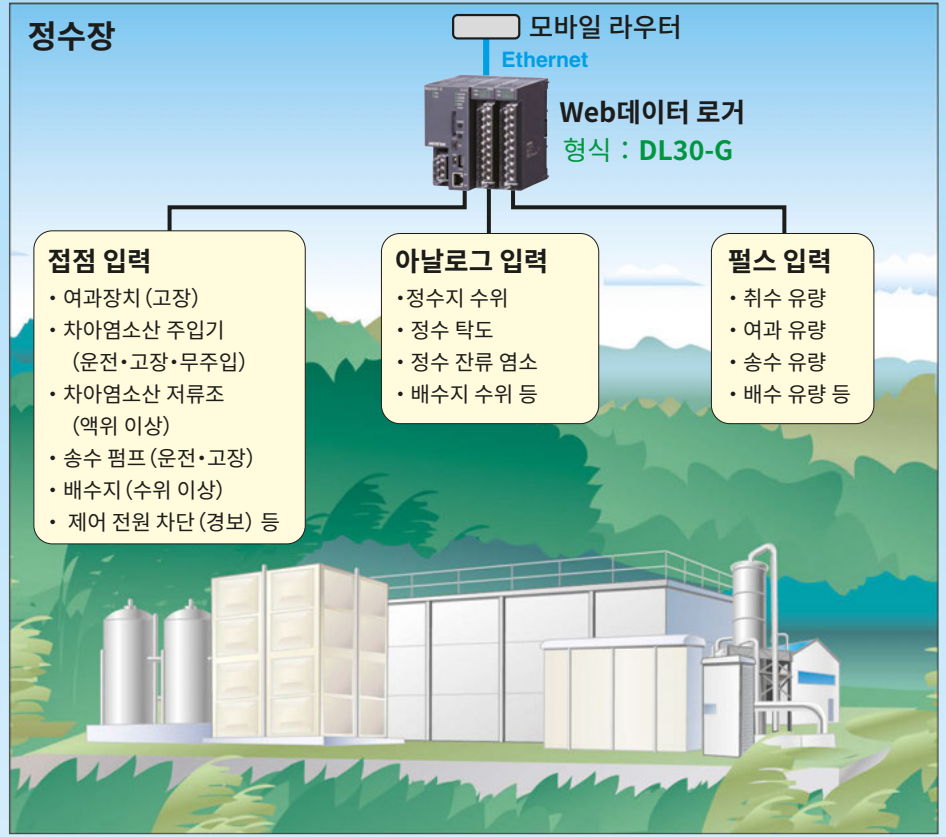 정수장
모바일 라우터
Ethernet
Web데이터 로거
형식 : DL30-G
접점 입력
・여과장치 (고장)
・차아염소산 주입기
(운전・고장・무주입)
・차아염소산 저류조
(액위 이상)
・송수 펌프 (운전・고장)
・배수지 (수위 이상)
・ 제어 전원 차단 (경보) 등
아날로그 입력
・정수지 수위
・정수 탁도
・정수 잔류 염소
・배수지 수위 등
펄스 입력
・취수 유량
・여과 유량
・송수 유량
・배수 유량 등